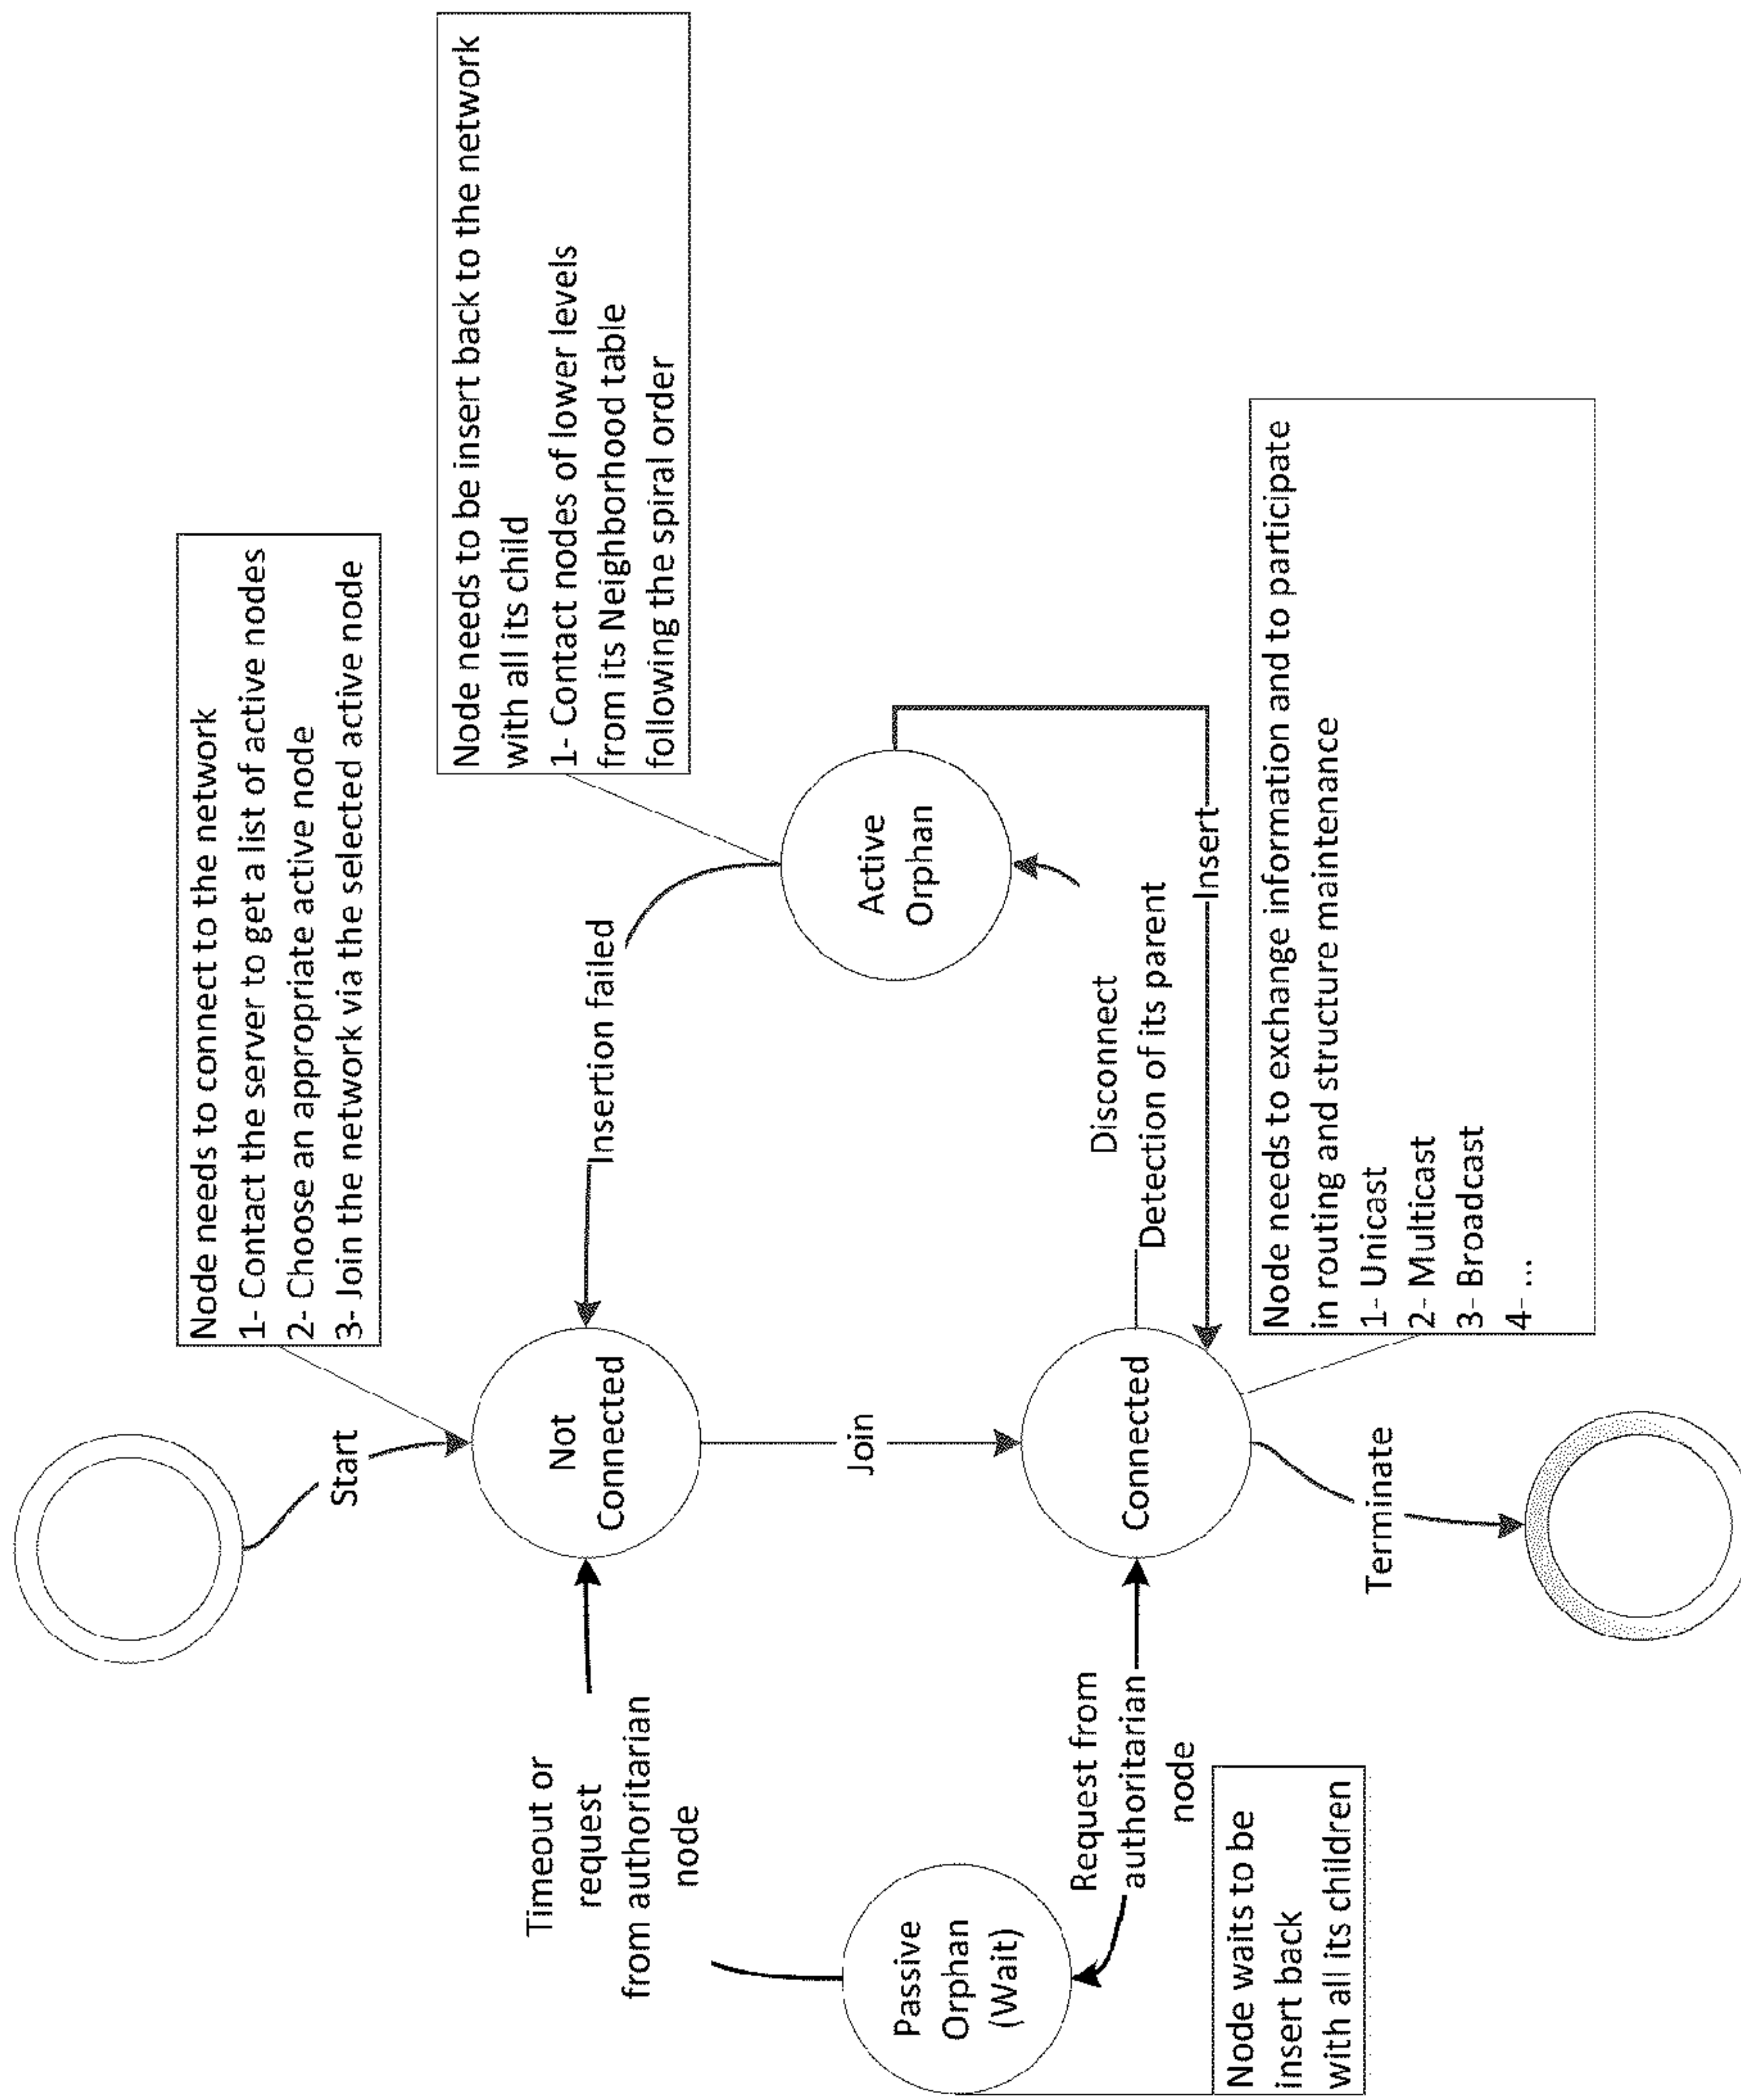 Start
Node needs to connect to the network
1- Contact the server to get a list of active nodes
2- Choose an appropriate active node
3- Join the network via the selected active node
Node needs to be insert back to the network
with all its child
1- Contact nodes of lower levels
from its Neighborhood table
following the spiral order
Timeout or
request
from authoritarian
node
Not
Connected
Insertion failed
Join
Active
Orphan
Passive
Orphan
(Wait)
Request from
authoritarian
node
Connected
Disconnect
Detection of its parent
Insert
Node waits to be
insert back
with all its children
Terminate
Node needs to exchange information and to participate
in routing and structure maintenance
1- Unicast
2- Multicast
3- Broadcast
4- ...